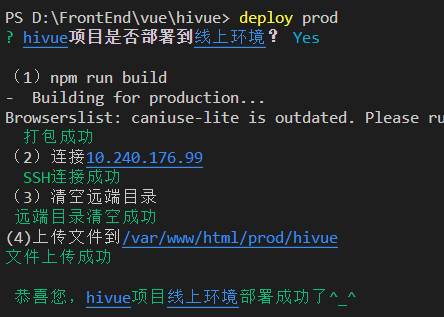 PS D:\FrontEnd\vue\hivue> deploy prod
? hivue项目是否部署到线上环境? Yes
（1）npm run build
-  Building for production...
Browserslist: caniuse-lite is outdated. Please ru
打包成功
（2）连接10.240.176.99
SSH连接成功
（3）清空远端目录
远端目录清空成功
(4)上传文件到/var/www/html/prod/hivue
文件上传成功
恭喜您，hivue项目线上环境部署成功了^_^